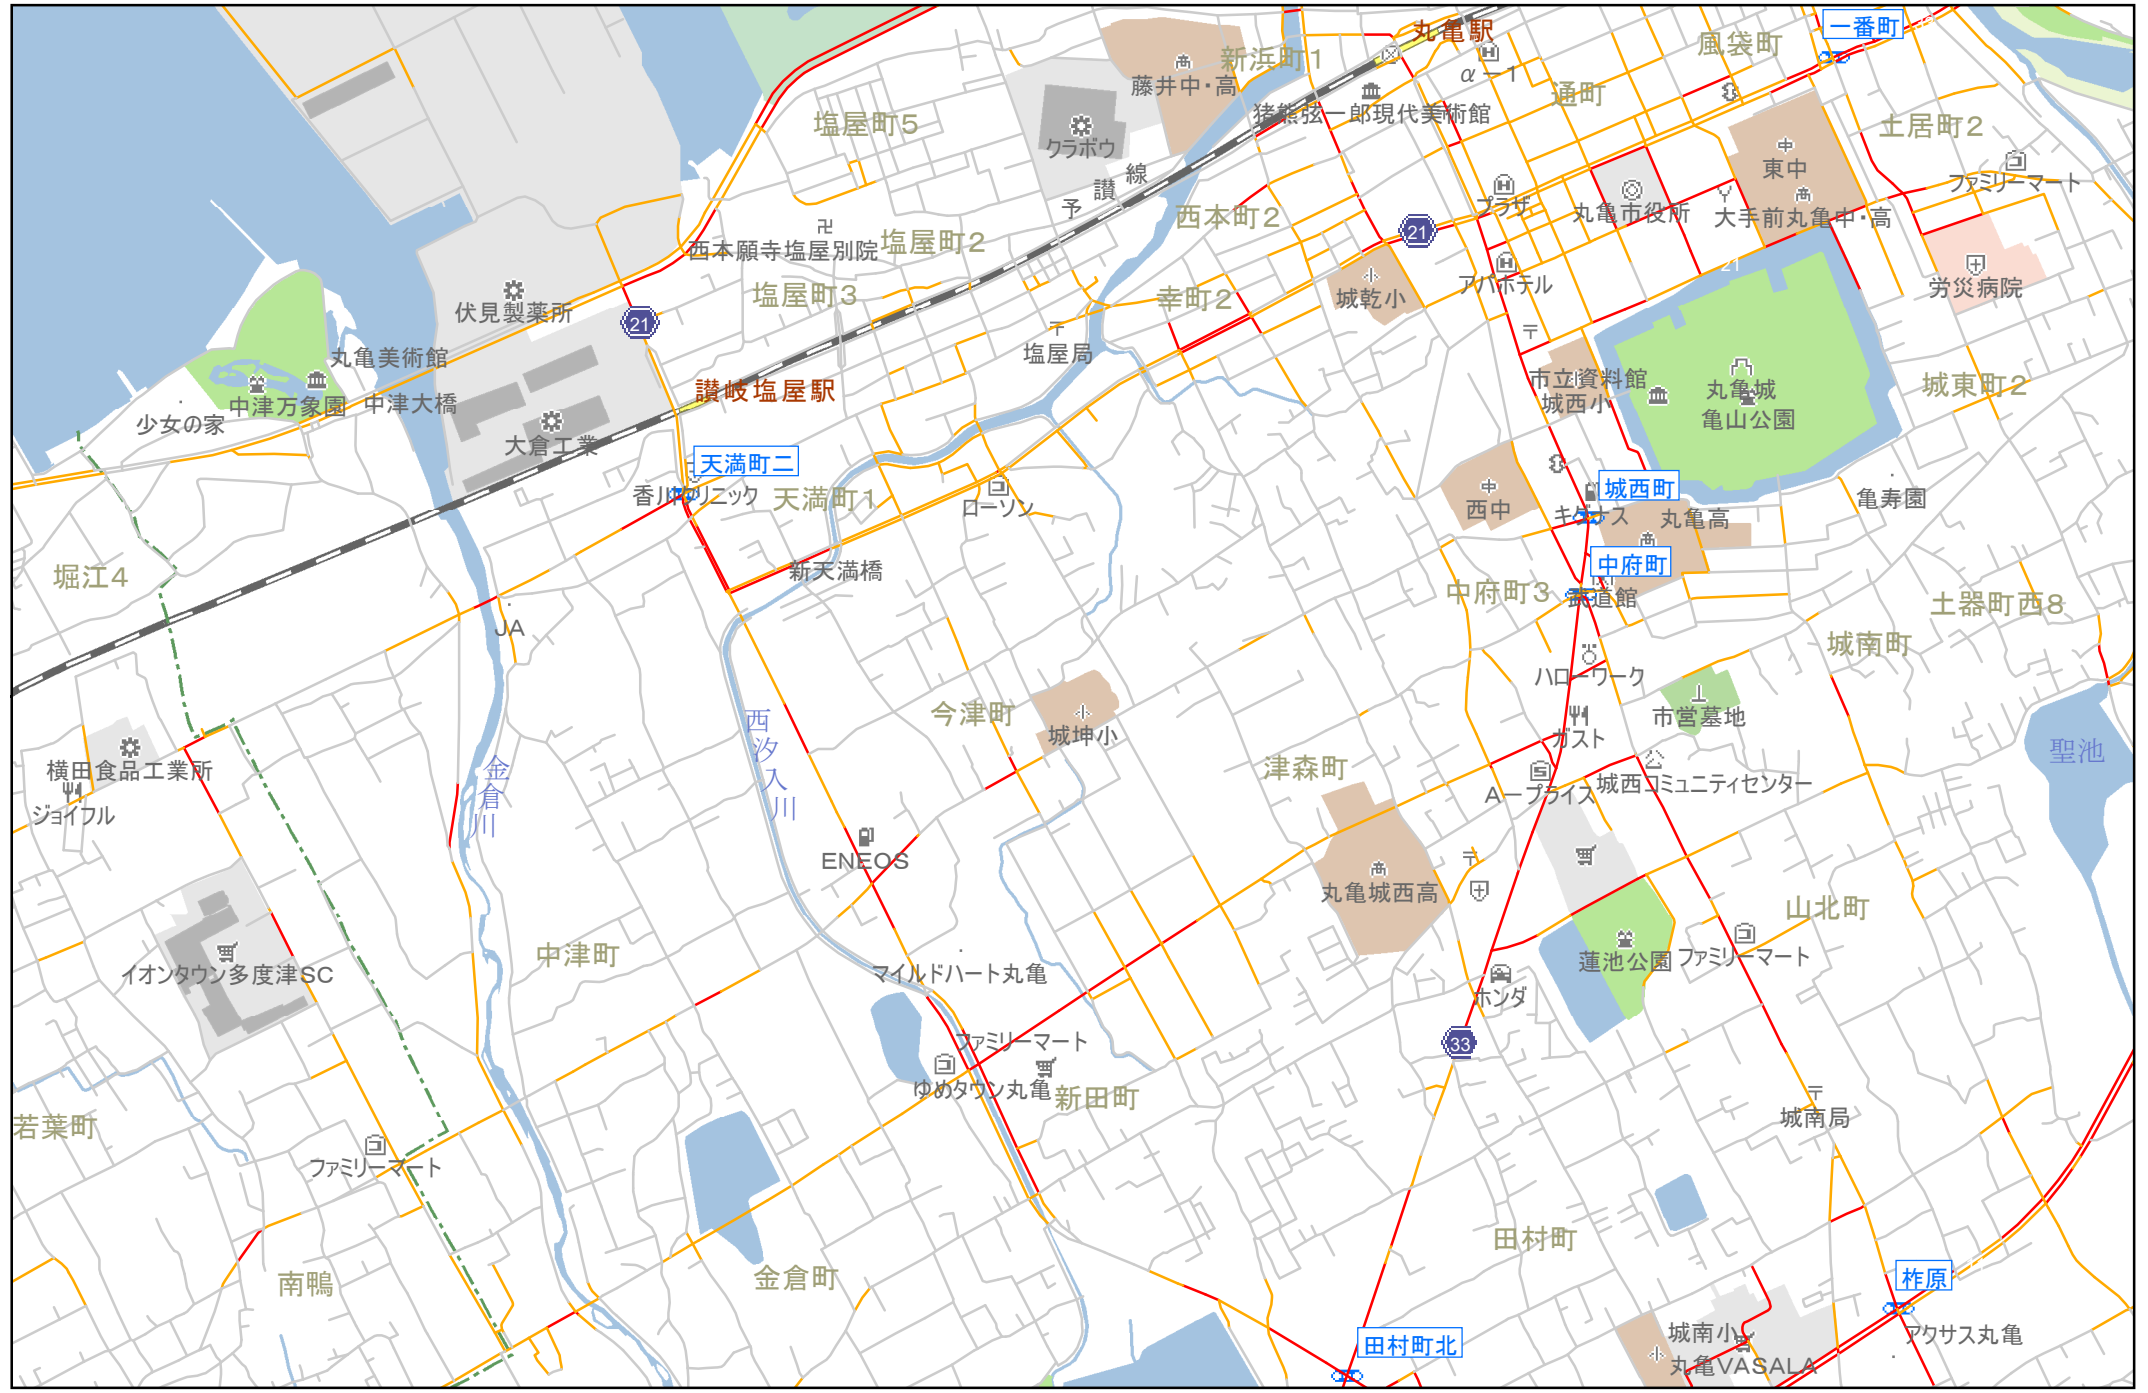 一番町
丸亀駅
風袋町
新浜町1
α-1
藤井中・高
通町
猪熊弦一郎現代美術館
塩屋町5
クラボウ
土居町2
東中
予讃線
ファミリーマート
プラザ
丸亀市役所
大手前丸亀中・高
西本町2
21
西本願寺塩屋別院
塩屋町2
21
アパホテル
労災病院
塩屋町3
幸町2
城乾小
伏見製薬所
21
塩屋局
丸亀美術館
市立資料館
丸亀城
城東町2
讃岐塩屋駅
中津万象園
中津大橋
城西小
亀山公園
少女の家
大倉工業
天満町二
香川クリニック
天満町1
ローソン
西中
城西町
キグナス
丸亀高
亀寿園
新天満橋
中府町
堀江4
中府町3
武道館
土器町西8
JA
城南町
ハローワーク
今津町
城坤小
市営墓地
西汐入川
ガスト
聖池
金倉川
横田食品工業所
津森町
城西コミュニティセンター
A-プライス
ジョイフル
ENEOS
丸亀城西高
山北町
イオンタウン多度津SC
中津町
マイルドハート丸亀
蓮池公園
ファミリーマート
ホンダ
33
ファミリーマート
ゆめタウン丸亀
新田町
城南局
若葉町
ファミリーマート
田村町
南鴨
金倉町
柞原
田村町北
城南小
アクサス丸亀
丸亀VASALA